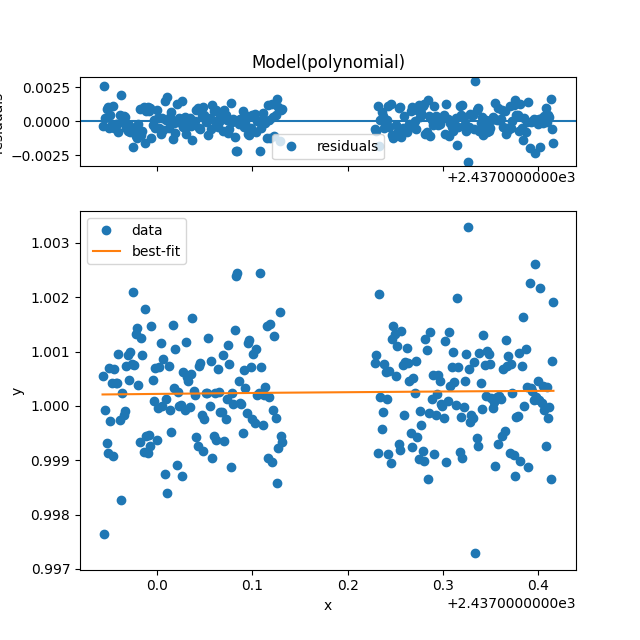 Model(polynomial)
0.0025
0.0000
−0.0025
residuals
+2.4370000000e3
data
best-fit
1.003
1.002
1.001
1.000
0.999
0.998
0.997
y
0.0 0.1 0.2 0.3 0.4
x
+2.4370000000e3